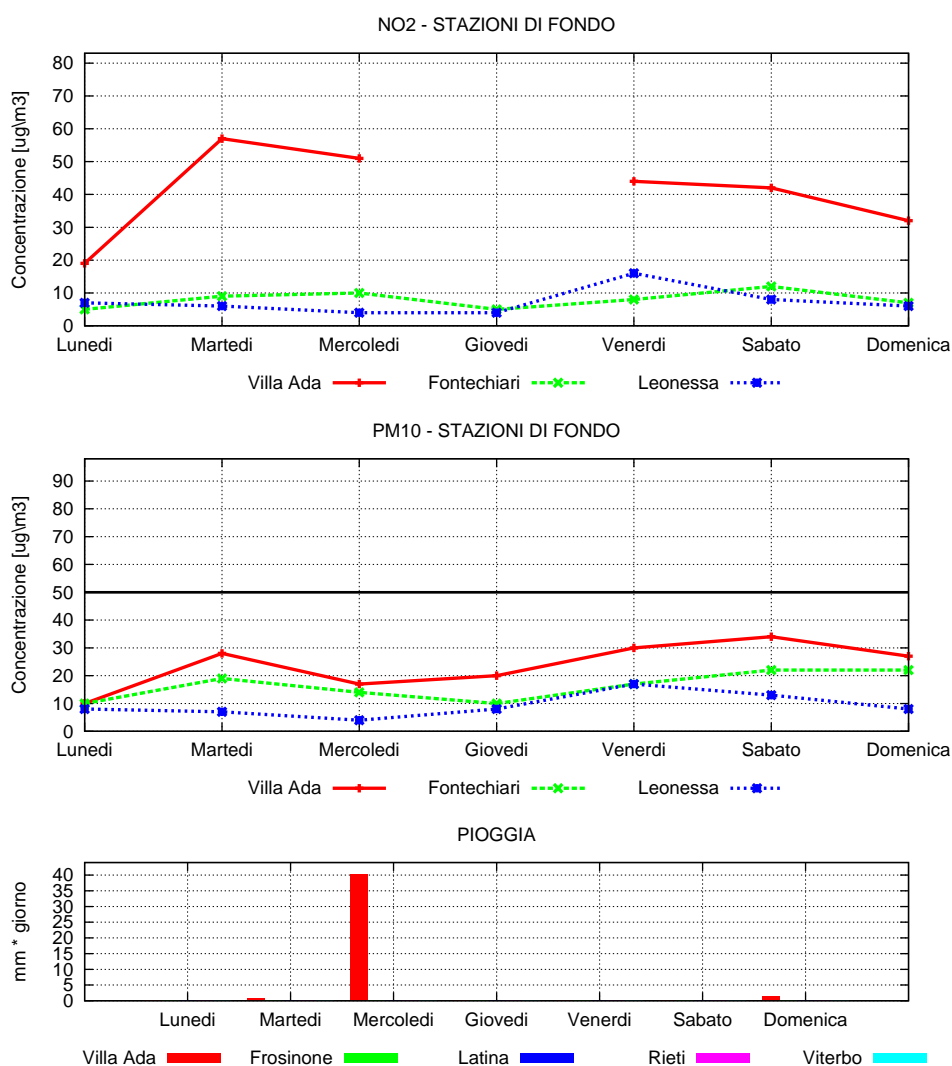 NO2 - STAZIONI DI FONDO
80
70
60
50
40
30
20
10
0
Concentrazione [ug\m3]
Lunedi Martedi Mercoledi Giovedi Venerdi Sabato Domenica
Villa Ada Fontechiari Leonessa
PM10 - STAZIONI DI FONDO
90
80
70
60
50
40
30
20
10
0
Concentrazione [ug\m3]
Lunedi Martedi Mercoledi Giovedi Venerdi Sabato Domenica
Villa Ada Fontechiari Leonessa
PIOGGIA
40
35
30
25
20
15
10
5
0
mm * giorno
Lunedi Martedi Mercoledi Giovedi Venerdi Sabato Domenica
Villa Ada Frosinone Latina Rieti Viterbo